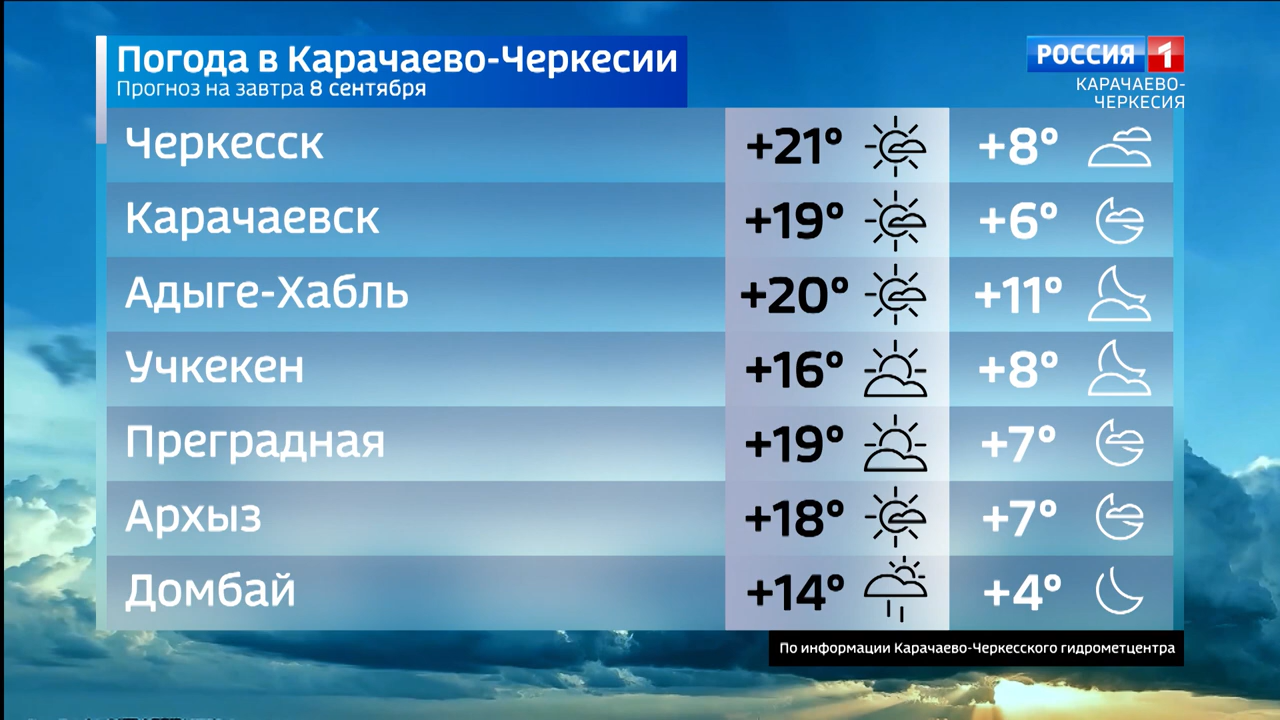 Погода в Карачаево-Черкесии
Прогноз на завтра 8 сентября
РОССИЯ 1
КАРАЧАЕВО-
ЧЕРКЕСИЯ
Черкесск +21° +8°
Карачаевск +19° +6°
Адыге-Хабль +20° +11°
Учкекен +16° +8°
Преградная +19° +7°
Архыз +18° +7°
Домбай +14° +4°
По информации Карачаево-Черкесского гидрометцентра